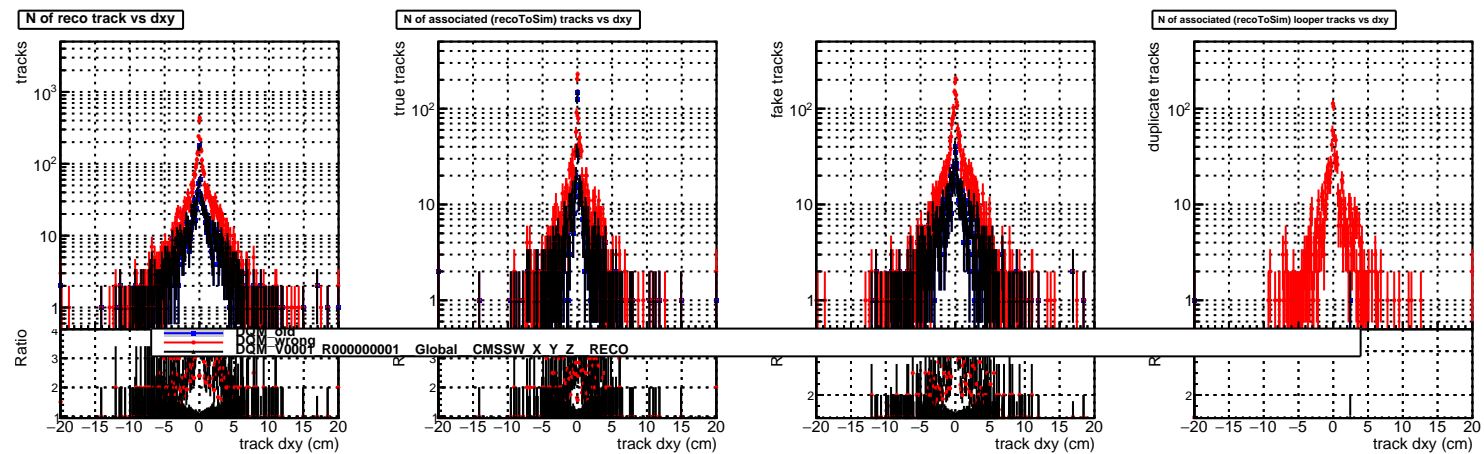 N of reco track vs dxy
N of associated (recoToSim) tracks vs dxy
N of associated (recoToSim) looper tracks vs dxy
tracks
10³
10²
10
1
Ratio
4
3
2
1
−20 −15 −10 −5 0 5 10 15 20
track dxy (cm)
true tracks
10²
10
1
R
3
2
1
−20 −15 −10 −5 0 5 10 15 20
track dxy (cm)
fake tracks
10²
10
1
R
2
−20 −15 −10 −5 0 5 10 15 20
track dxy (cm)
duplicate tracks
10²
10
1
R
2
−20 −15 −10 −5 0 5 10 15 20
track dxy (cm)
DQM_old
DQM_wrong
DQM_V0001_R000000001__Global__CMSSW_X_Y_Z__RECO